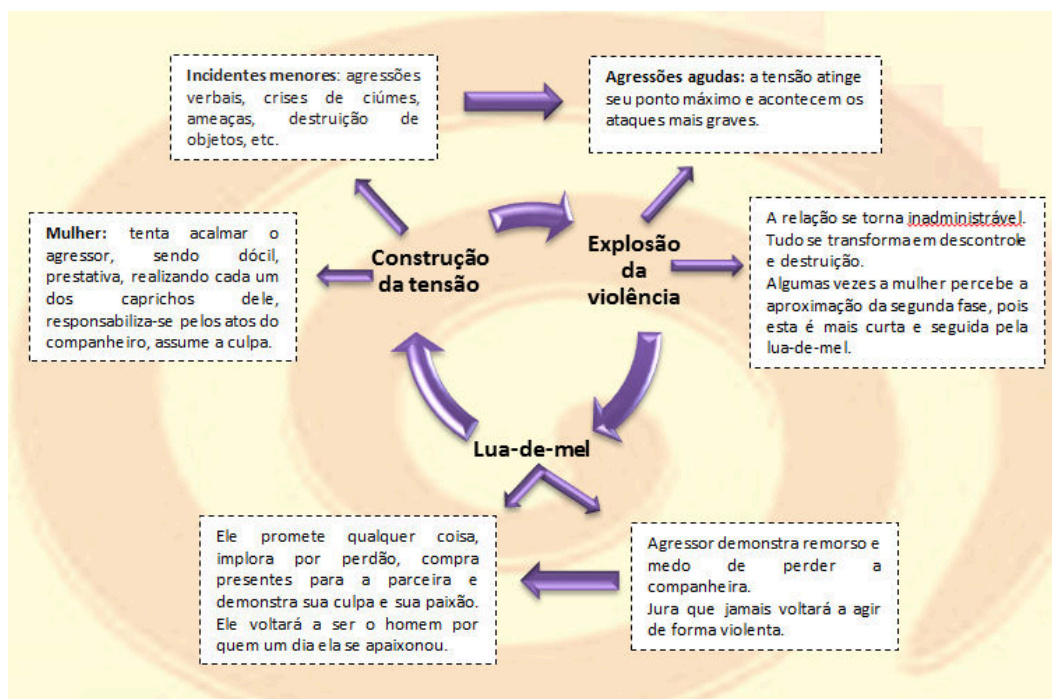 Incidentes menores: agressões
verbais, crises de ciúmes,
ameaças, destruição de
objetos, etc.
Agressões agudas: a tensão atinge
seu ponto máximo e acontecem os
ataques mais graves.
Mulher: tenta acalmar o
agressor, sendo dócil,
prestativa, realizando cada um
dos caprichos dele,
responsabiliza-se pelos atos do
companheiro, assume a culpa.
Construção
da tensão
Explosão
da
violência
A relação se torna inadministrável.
Tudo se transforma em descontrole
e destruição.
Algumas vezes a mulher percebe a
aproximação da segunda fase, pois
esta é mais curta e seguida pela
lua-de-mel.
Lua-de-mel
Ele promete qualquer coisa,
implora por perdão, compra
presentes para a parceira e
demonstra sua culpa e sua paixão.
Ele voltará a ser o homem por
quem um dia ela se apaixonou.
Agressor demonstra remorso e
medo de perder a
companheira.
Jura que jamais voltará a agir
de forma violenta.